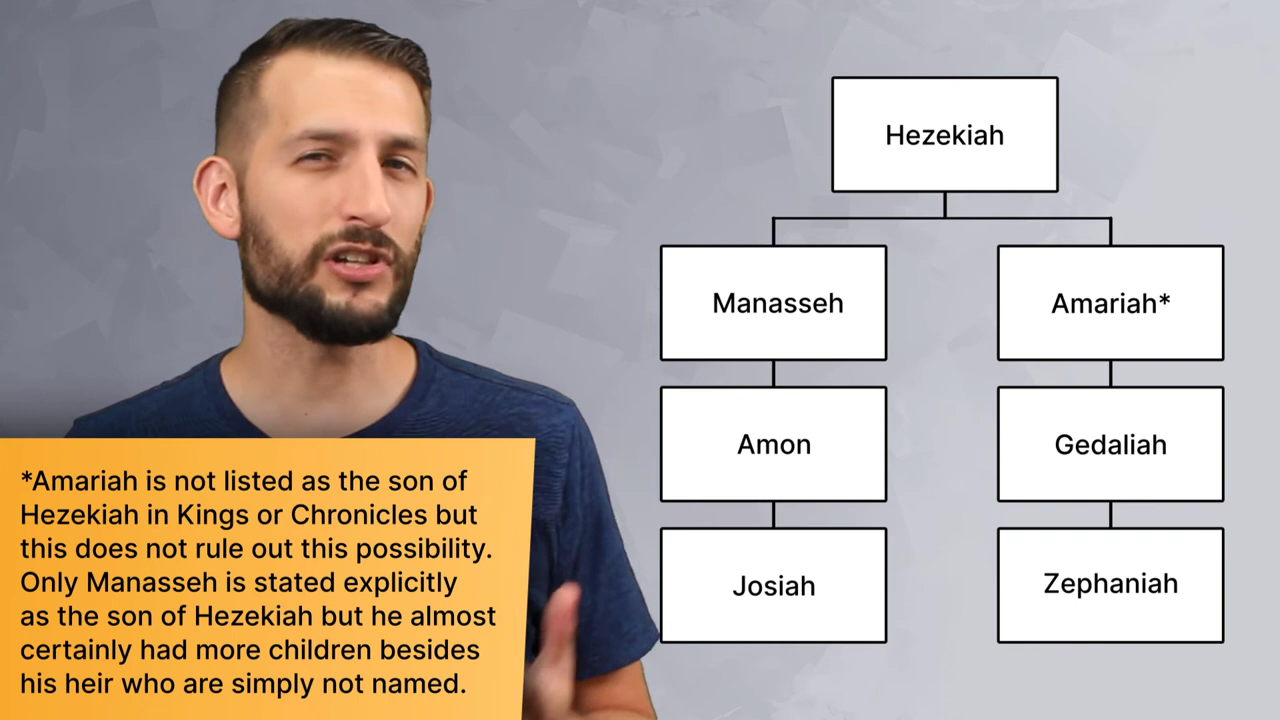 Hezekiah
Manasseh
Amariah*
Amon
Gedaliah
Josiah
Zephaniah
*Amariah is not listed as the son of
Hezekiah in Kings or Chronicles but
this does not rule out this possibility.
Only Manasseh is stated explicitly
as the son of Hezekiah but he almost
certainly had more children besides
his heir who are simply not named.